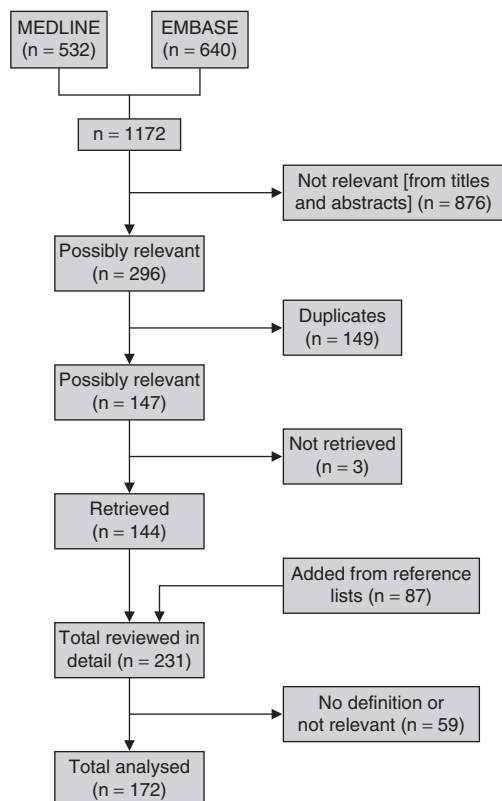 MEDLINE
(n = 532)
EMBASE
(n = 640)
n = 1172
Not relevant [from titles
and abstracts] (n = 876)
Possibly relevant
(n = 296)
Duplicates
(n = 149)
Possibly relevant
(n = 147)
Not retrieved
(n = 3)
Retrieved
(n = 144)
Added from reference
lists (n = 87)
Total reviewed in
detail (n = 231)
No definition or
not relevant (n = 59)
Total analysed
(n = 172)